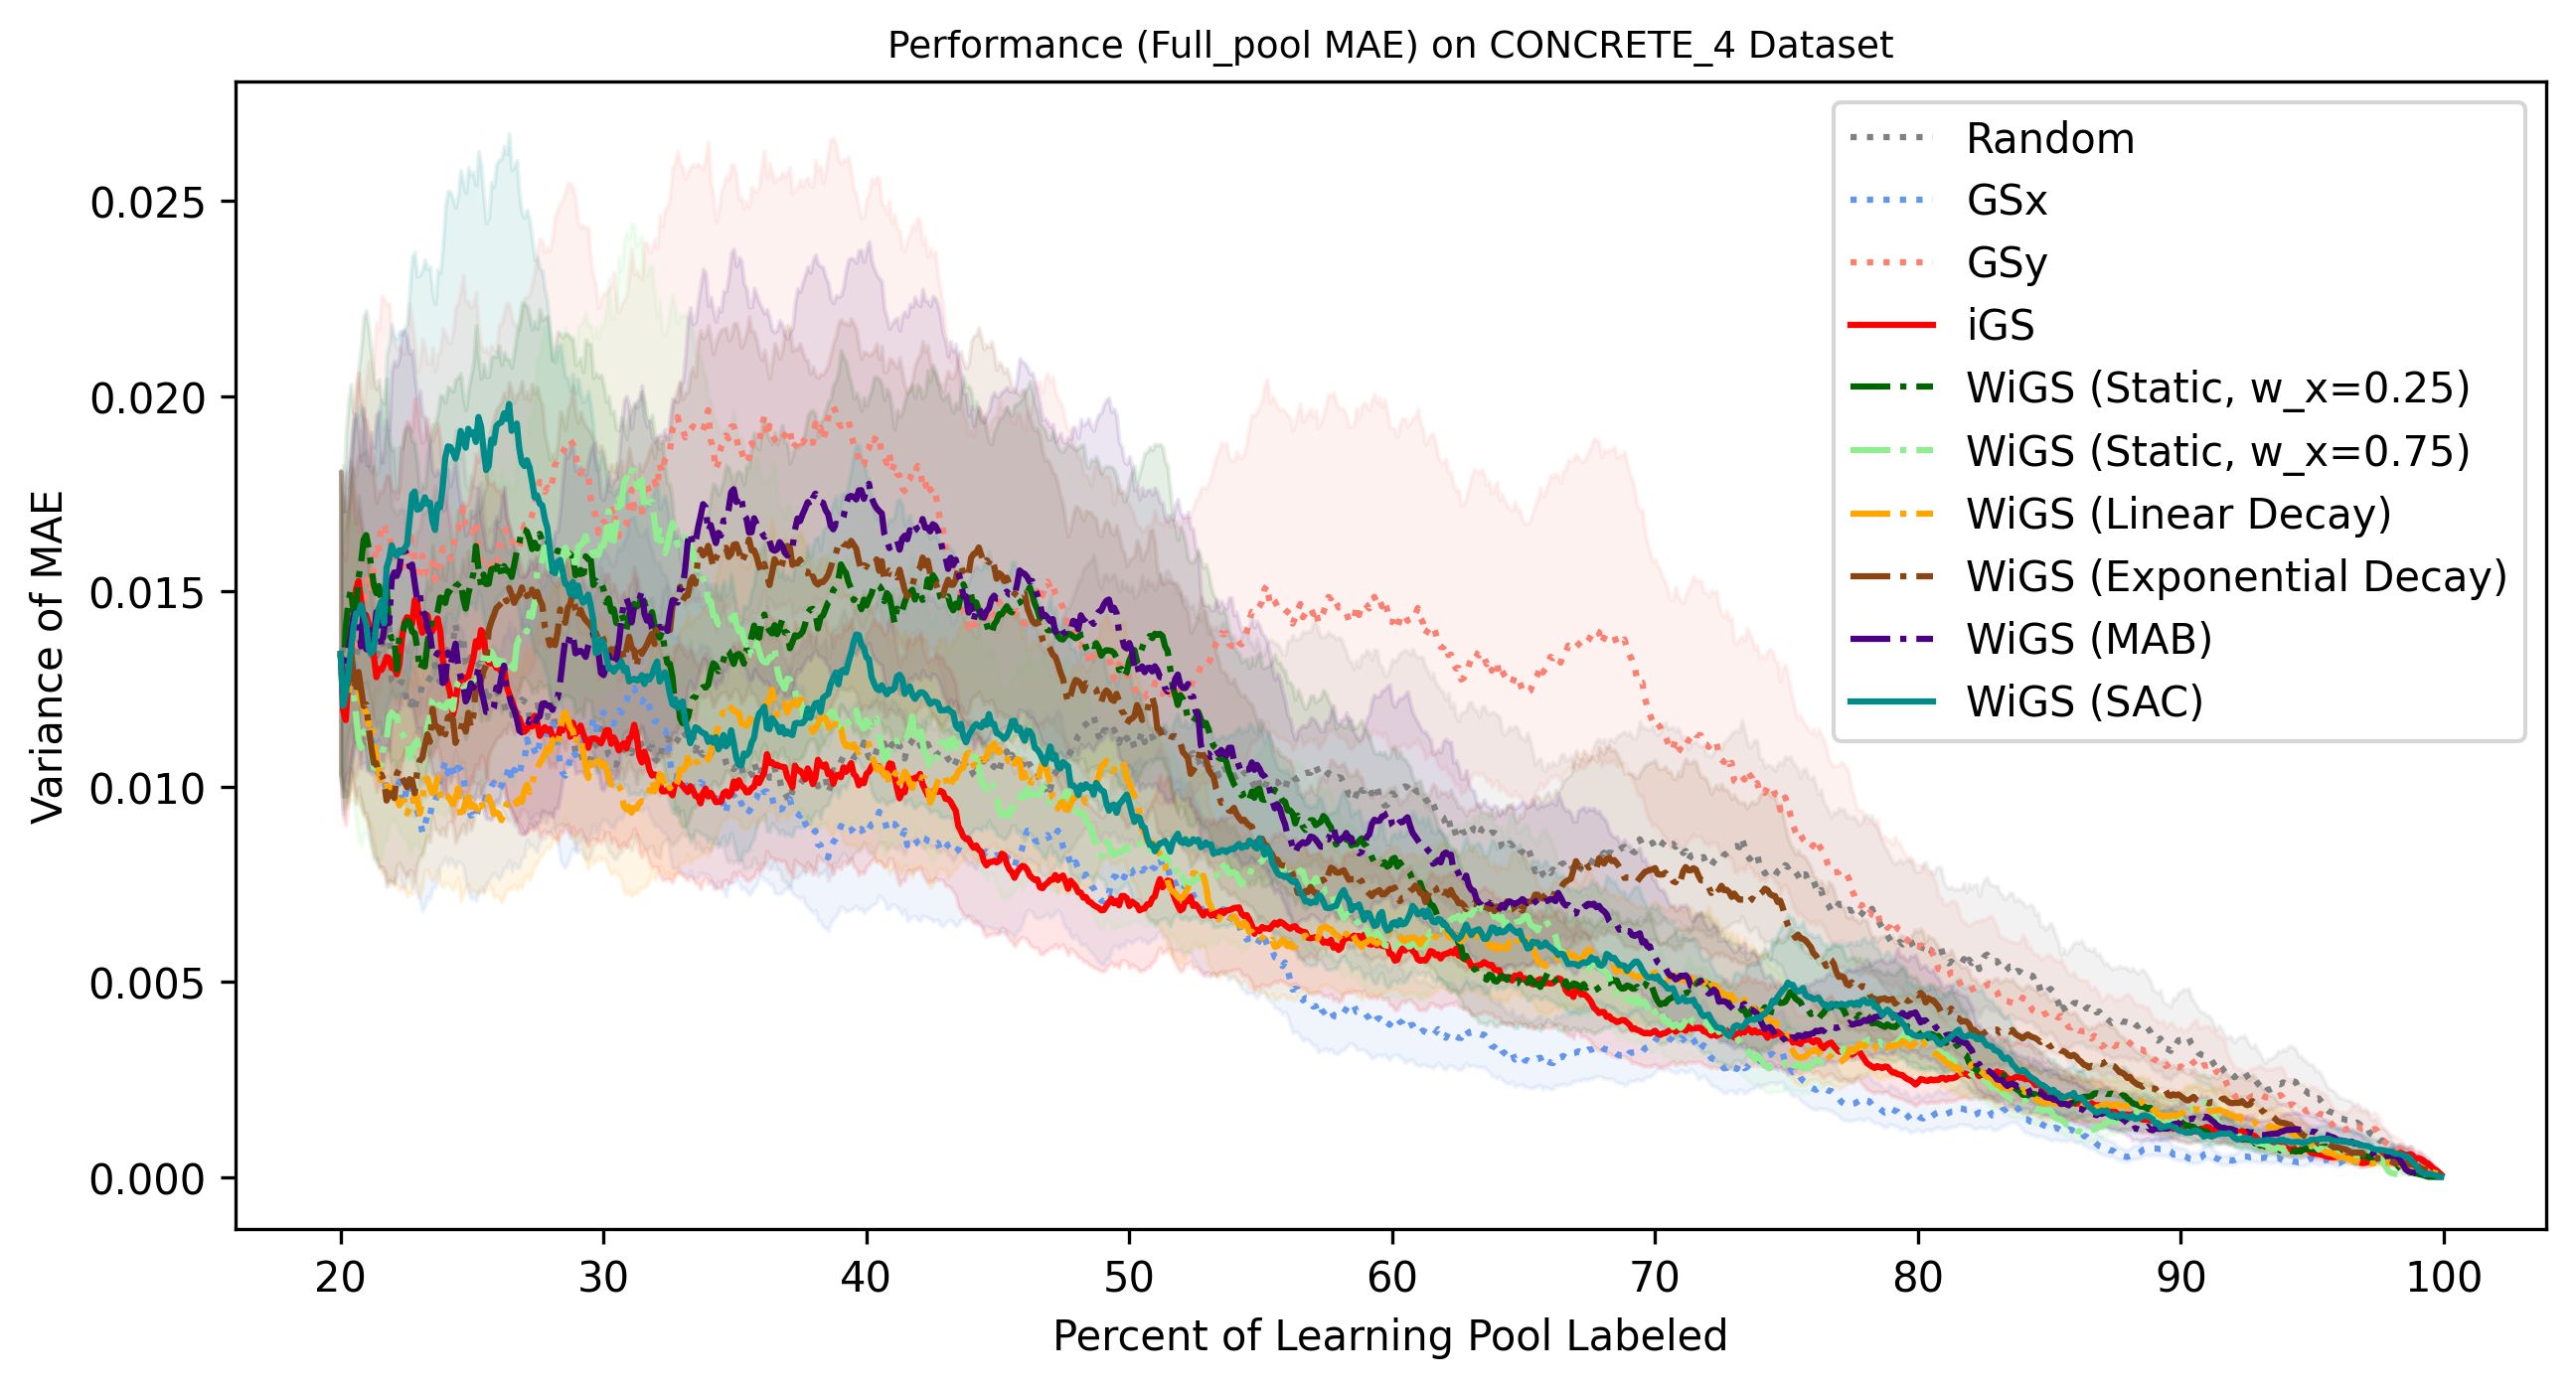 Performance (Full_pool MAE) on CONCRETE_4 Dataset
Variance of MAE
0.025
0.020
0.015
0.010
0.005
0.000
20 30 40 50 60 70 80 90 100
Percent of Learning Pool Labeled
Random
GSx
GSy
iGS
WiGS (Static, w_x=0.25)
WiGS (Static, w_x=0.75)
WiGS (Linear Decay)
WiGS (Exponential Decay)
WiGS (MAB)
WiGS (SAC)